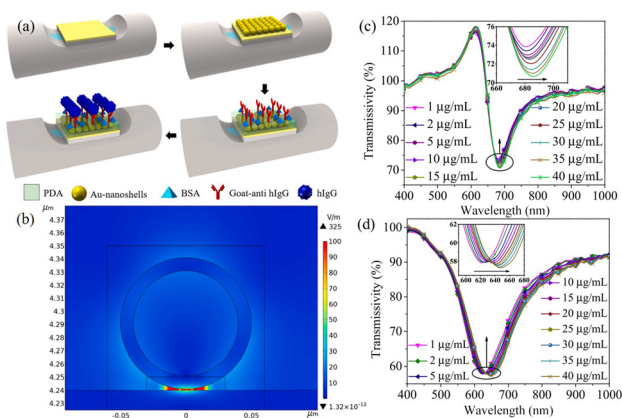 (a)
PDA Au-nanoshells BSA Goat-anti hIgG hIgG
(b)
μm
4.37
4.36
4.35
4.34
4.33
4.32
4.31
4.3
4.29
4.28
4.27
4.26
4.25
4.24
4.23
-0.05 0 0.05 μm
V/m
▲ 325
100
90
80
70
60
50
40
30
20
10
0
▼ 1.32×10⁻¹³
(c)
Transmissivity (%)
120
110
100
90
80
70
76
74
72
70
660 680 700
1 μg/mL 20 μg/mL
2 μg/mL 25 μg/mL
5 μg/mL 30 μg/mL
10 μg/mL 35 μg/mL
15 μg/mL 40 μg/mL
400 500 600 700 800 900 1000
Wavelength (nm)
(d)
Transmissivity (%)
100
90
80
70
60
62
60
58
600 620 640 660 680
10 μg/mL
15 μg/mL
20 μg/mL
25 μg/mL
1 μg/mL 30 μg/mL
2 μg/mL 35 μg/mL
5 μg/mL 40 μg/mL
400 500 600 700 800 900 1000
Wavelength (nm)